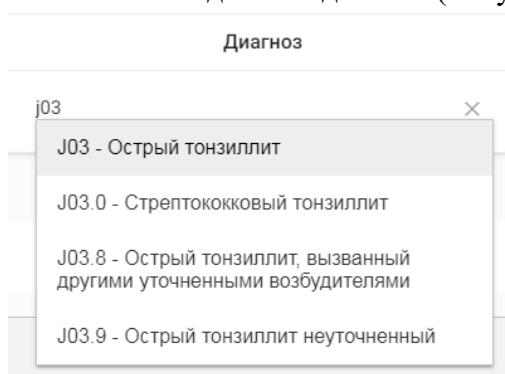 Диагноз
j03
J03 - Острый тонзиллит
J03.0 - Стрептококковый тонзиллит
J03.8 - Острый тонзиллит, вызванный
другими уточненными возбудителями
J03.9 - Острый тонзиллит неуточненный